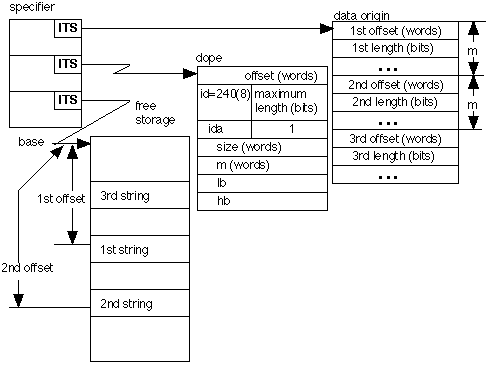 specifier
ITS
ITS
ITS
base
free
storage
1st offset
2nd offset
3rd string
1st string
2nd string
dope
offset (words)
id=240(8)
maximum
length (bits)
ida
1
size (words)
m (words)
lb
hb
data origin
1st offset (words)
1st length (bits)
...
2nd offset (words)
2nd length (bits)
...
3rd offset (words)
3rd length (bits)
...
m
m